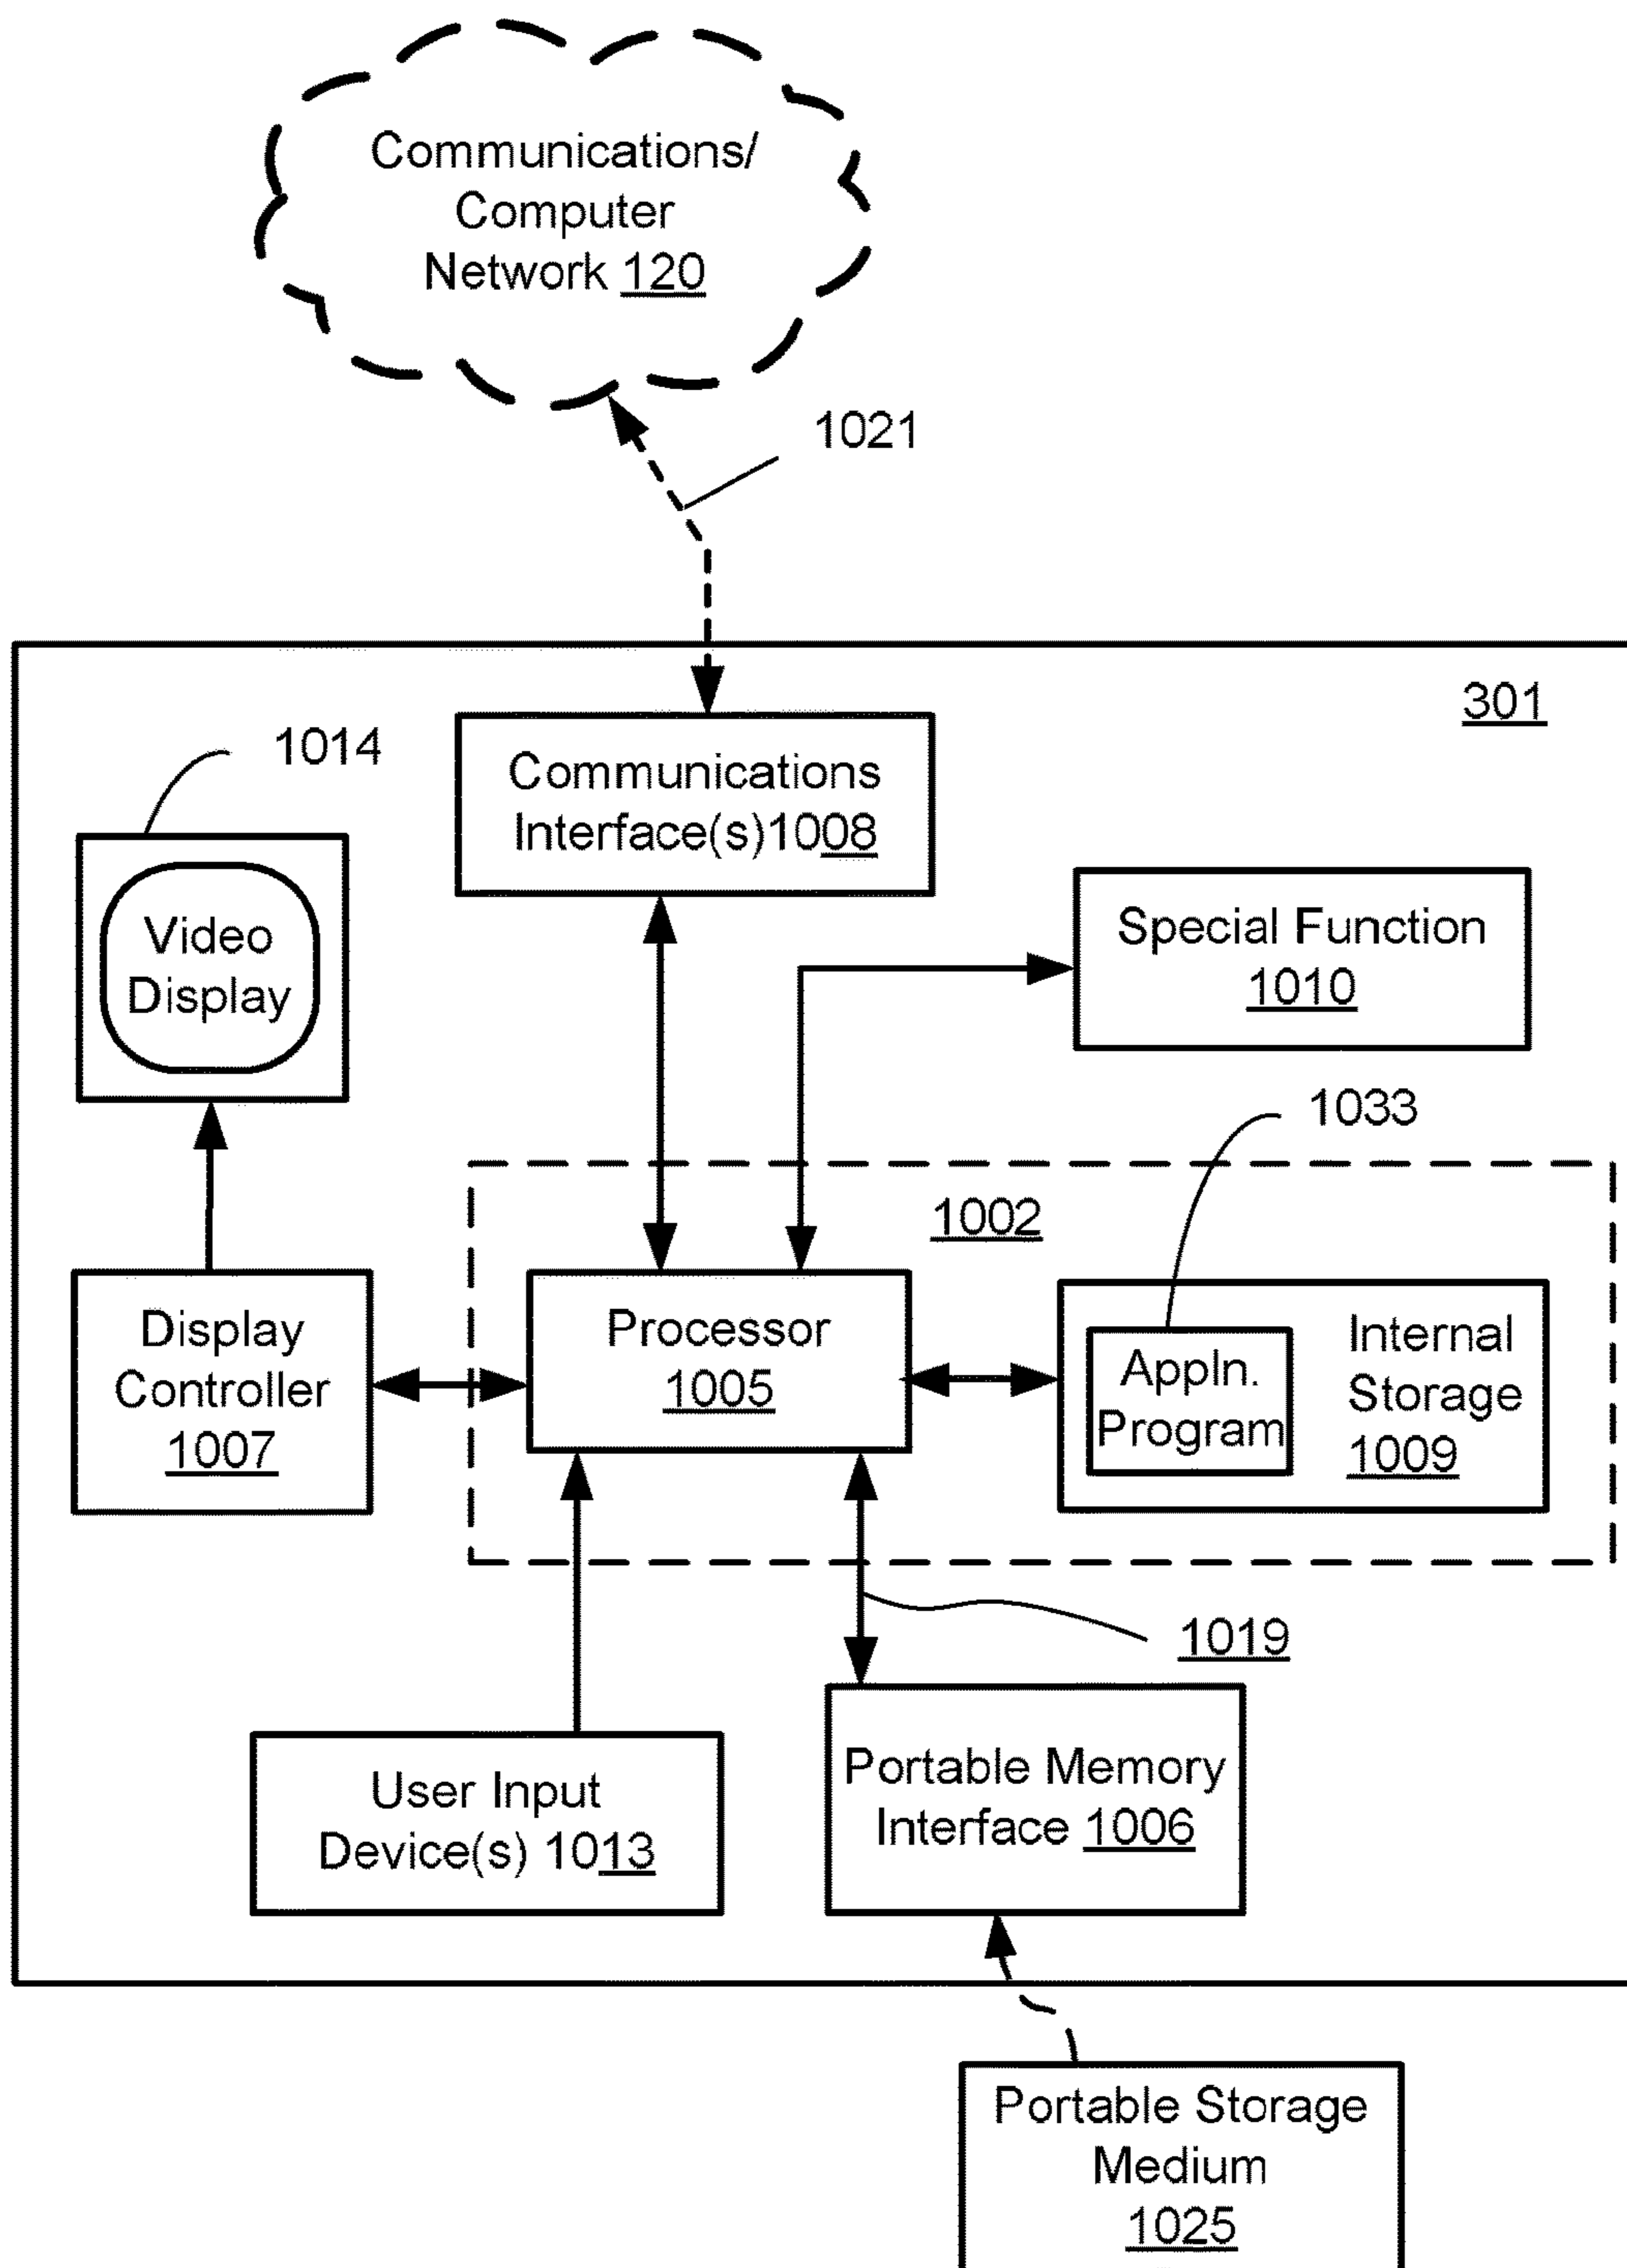 Communications/
Computer
Network 120
1021
301
1014
Communications
Interface(s)1008
Video
Display
Special Function
1010
1033
1002
Display
Controller
1007
Processor
1005
Appln.
Program
Internal
Storage
1009
1019
User Input
Device(s) 1013
Portable Memory
Interface 1006
Portable Storage
Medium
1025